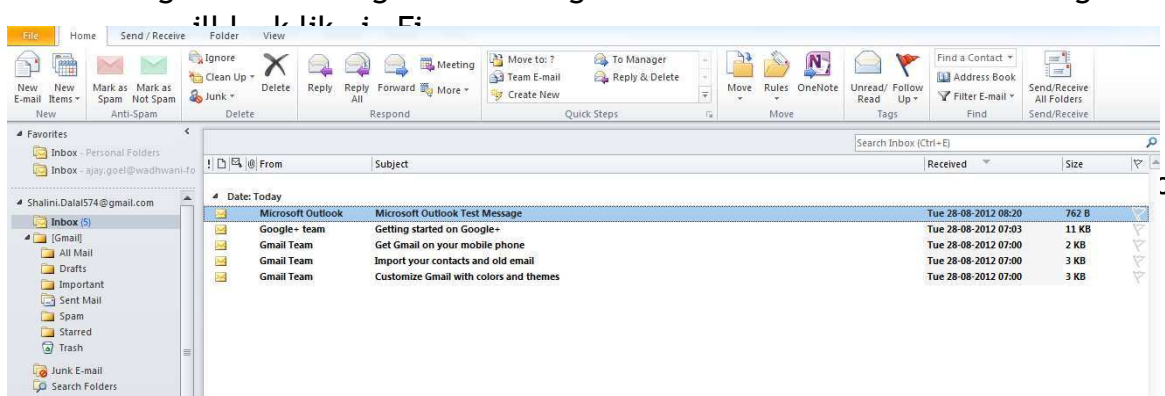 File Home Send / Receive Folder View
New E-mail
New Items
New
Mark as Spam
Mark as Not Spam
Anti-Spam
Ignore
Clean Up
Junk
Delete
Delete
Reply
Reply All
Forward
Meeting
More
Respond
Move to: ?
Team E-mail
Create New
To Manager
Reply & Delete
Quick Steps
Move
Rules
OneNote
Move
Unread/ Read
Follow Up
Tags
Find a Contact
Address Book
Filter E-mail
Find
Send/Receive All Folders
Send/Receive
Favorites
Inbox - Personal Folders
Inbox - ajay.goel@wadhwani-fo
Shalini.Dalal574@gmail.com
Inbox (5)
[Gmail]
All Mail
Drafts
Important
Sent Mail
Spam
Starred
Trash
Junk E-mail
Search Folders
Search Inbox (Ctrl+E)
! From Subject Received Size
Date: Today
Microsoft Outlook Microsoft Outlook Test Message Tue 28-08-2012 08:20 762 B
Google+ team Getting started on Google+ Tue 28-08-2012 07:03 11 KB
Gmail Team Get Gmail on your mobile phone Tue 28-08-2012 07:00 2 KB
Gmail Team Import your contacts and old email Tue 28-08-2012 07:00 3 KB
Gmail Team Customize Gmail with colors and themes Tue 28-08-2012 07:00 3 KB